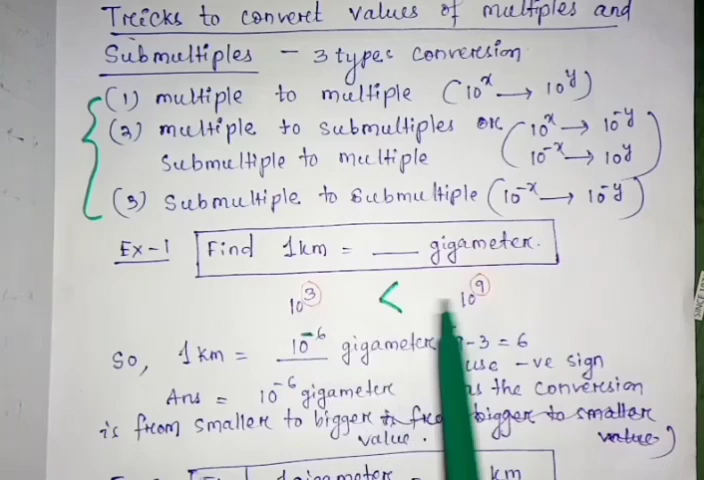 Tricks to convert values of multiples and
Submultiples - 3 types conversion
(1) multiple to multiple (10^x → 10^y)
(2) multiple to submultiples or (10^x → 10^-y
Submultiple to multiple 10^-x → 10^y)
(3) Submultiple to submultiple (10^-x → 10^-y)
Ex-1 Find 1km = ___ gigameter.
10^3 < 10^9
So, 1km = 10^-6 gigameter - 3 = 6
use -ve sign
Ans = 10^-6 gigameter as the conversion
is from smaller to bigger bigger to smaller
value. value)
km